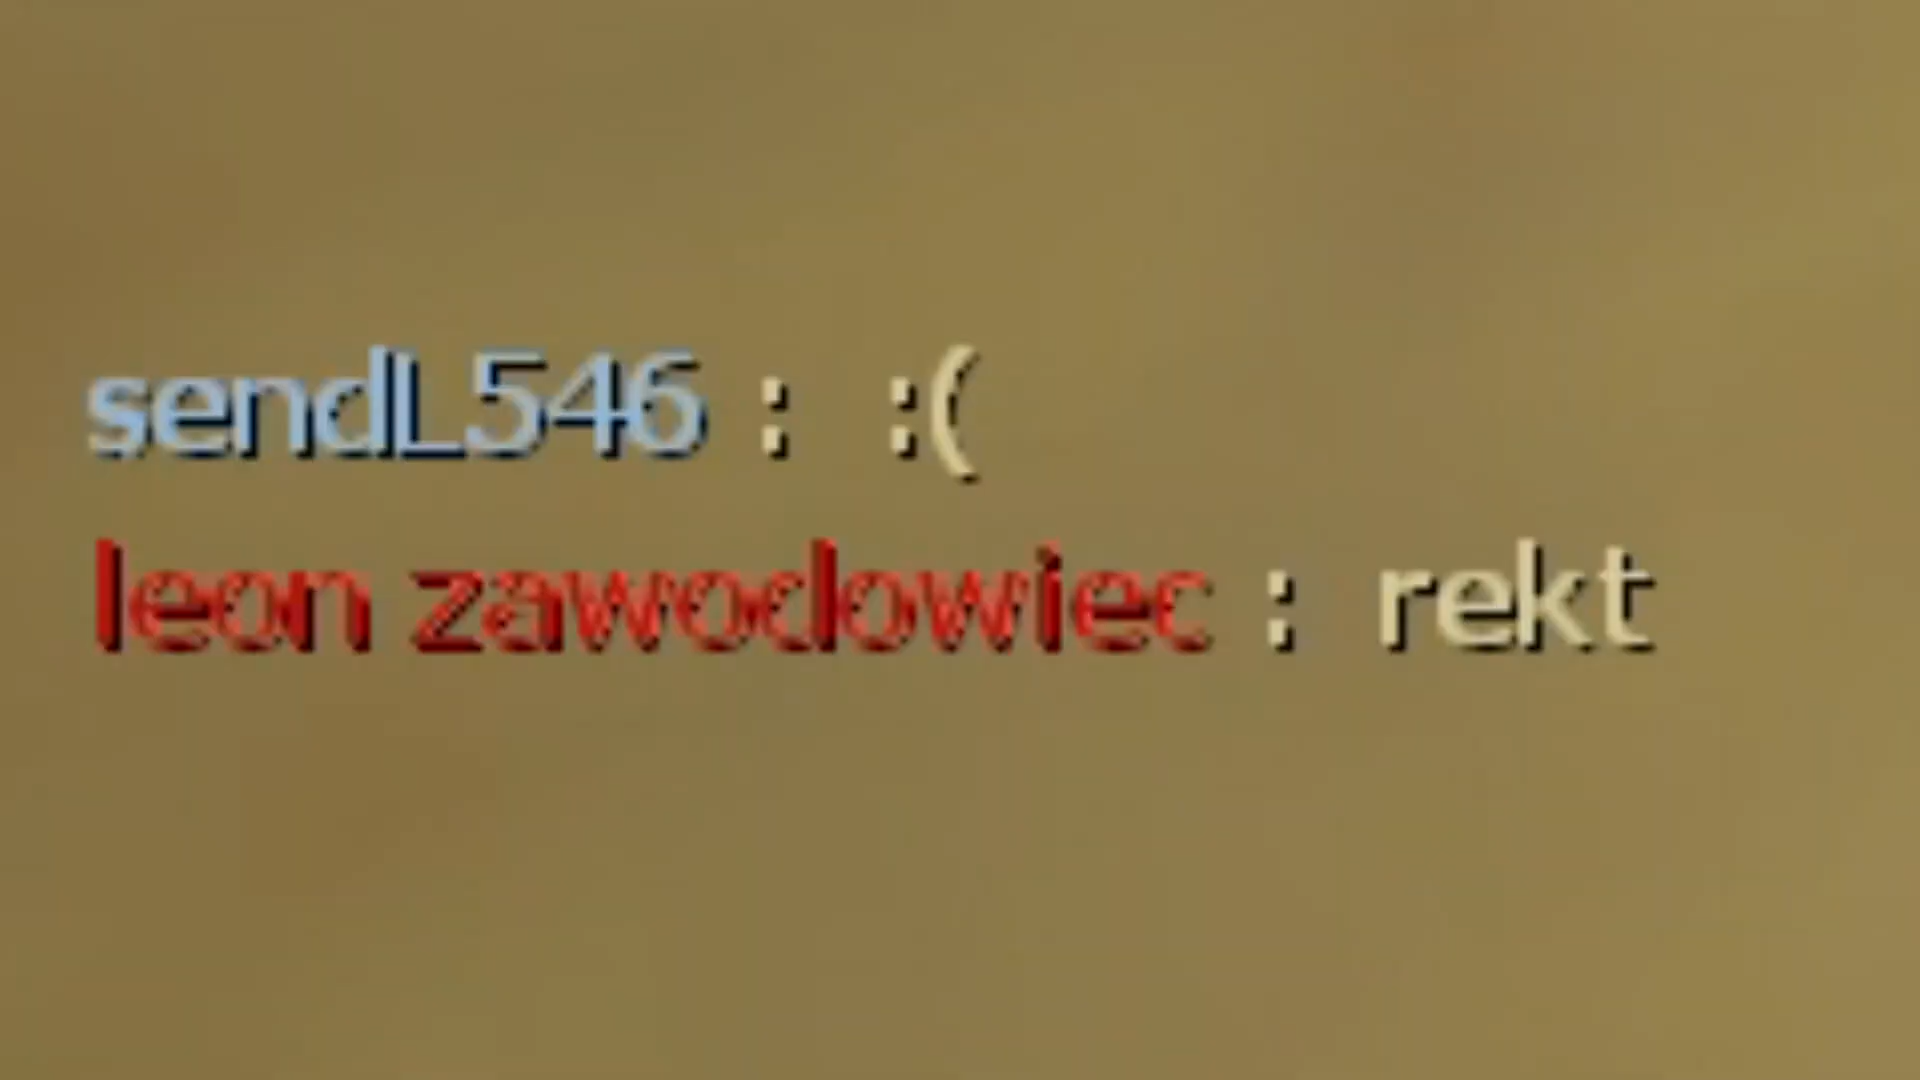 sendL546 :  :(
leon zawodowiec :  rekt